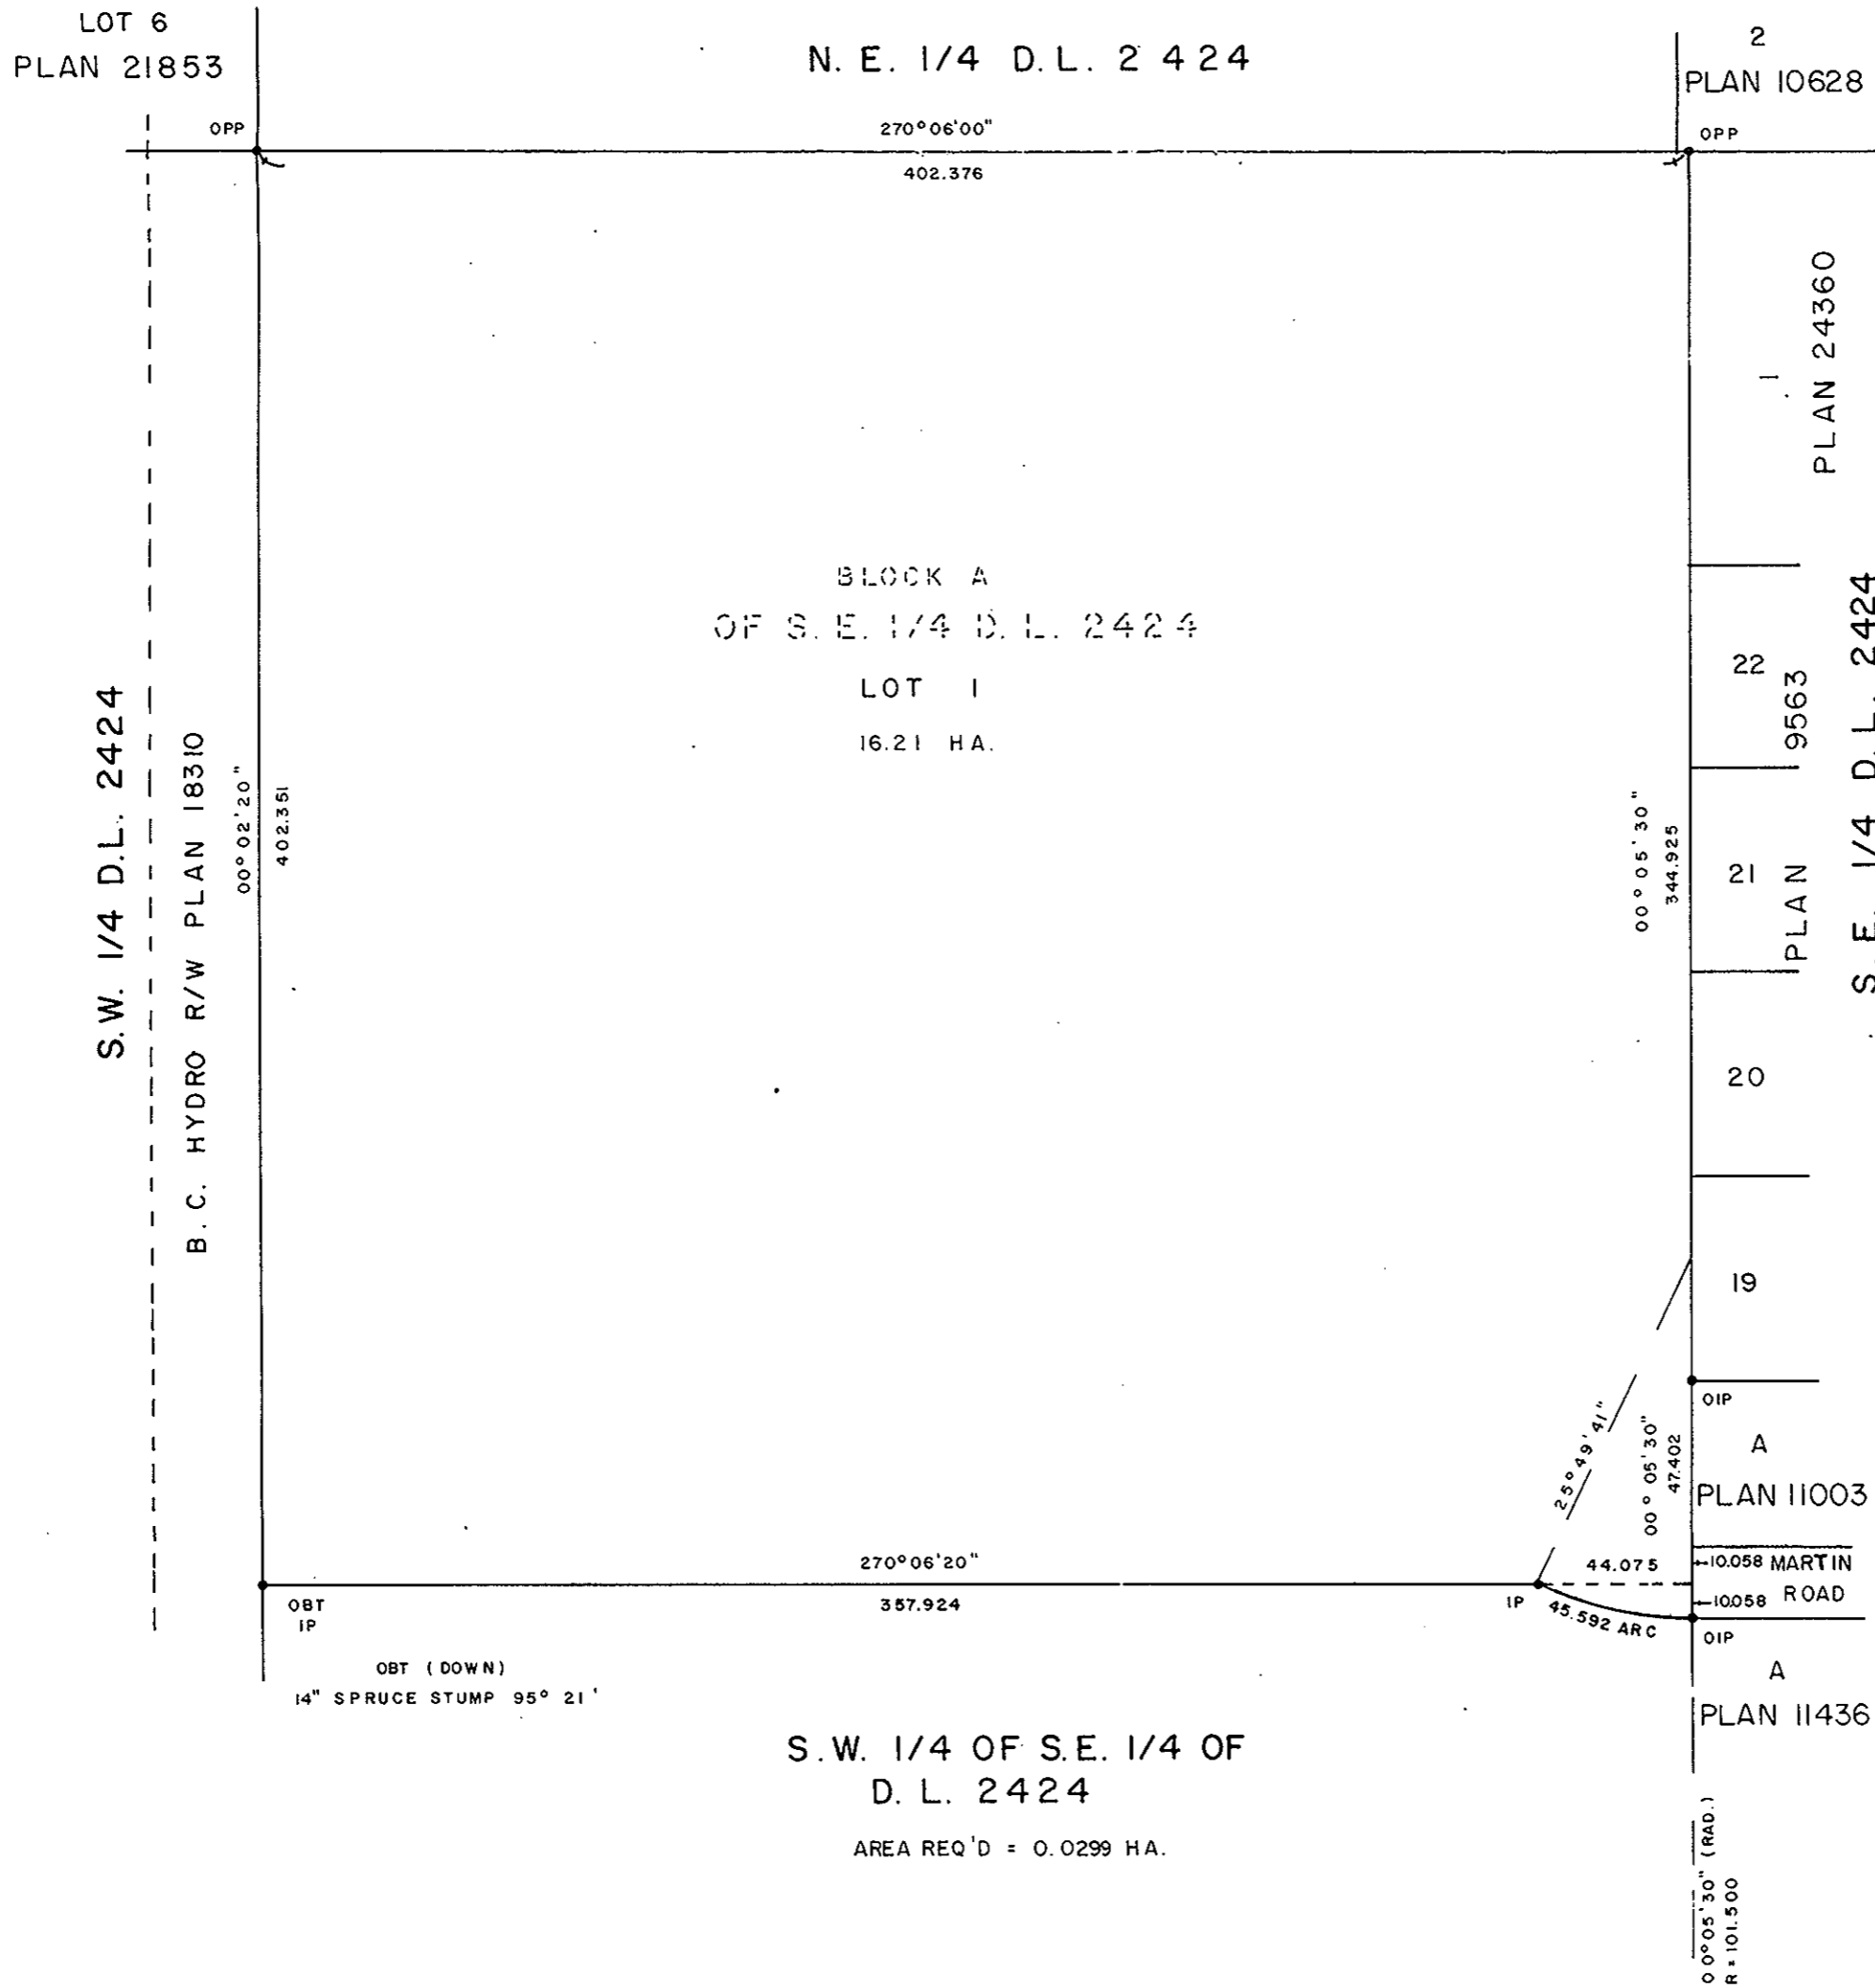 LOT 6
PLAN 21853
N. E. 1/4 D. L. 2 4 24
2
PLAN 10628
OPP
270°06'00"
402.376
OPP
PLAN 24360
1
BLOCK A
OF S. E. 1/4 D. L. 2424
LOT 1
16.21 HA.
S.W. 1/4 D.L. 2424
B. C. HYDRO R/W PLAN 18310
00°02'20"
402.351
00°05'30"
344.925
22
21
PLAN 9563
S. E. 1/4 D. L. 2424
20
19
OIP
A
PLAN 11003
25°49'41"
00°05'30"
47.402
270°06'20"
357.924
44.075
10.058 MARTIN
10.058 ROAD
OBT
IP
IP
45.592 ARC
OIP
A
PLAN 11436
OBT (DOWN)
14" SPRUCE STUMP 95° 21'
S.W. 1/4 OF S.E. 1/4 OF
D. L. 2424
AREA REQ'D = 0.0299 HA.
00°05'30" (RAD.)
R = 101.500